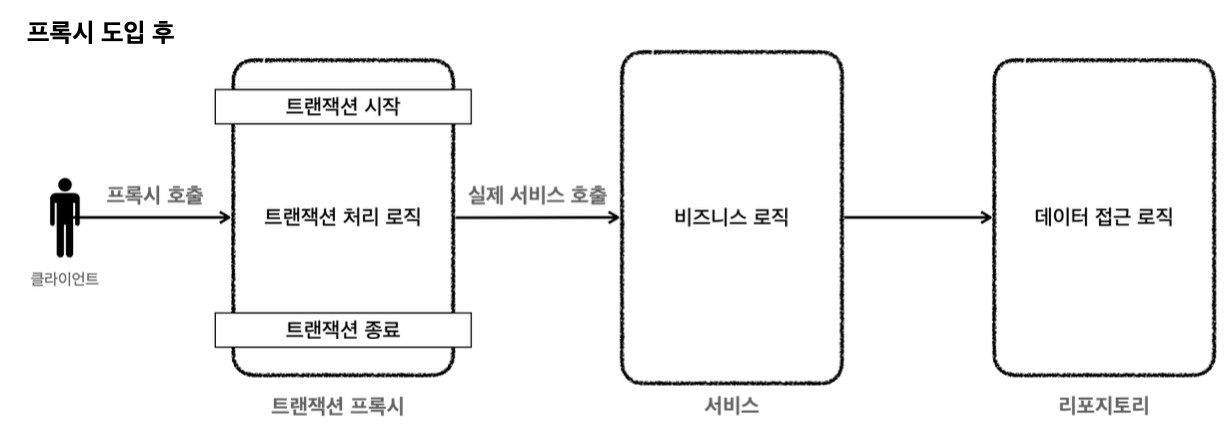 프록시 도입 후
트랜잭션 시작
프록시 호출
실제 서비스 호출
트랜잭션 처리 로직
비즈니스 로직
데이터 접근 로직
클라이언트
트랜잭션 종료
트랜잭션 프록시
서비스
리포지토리